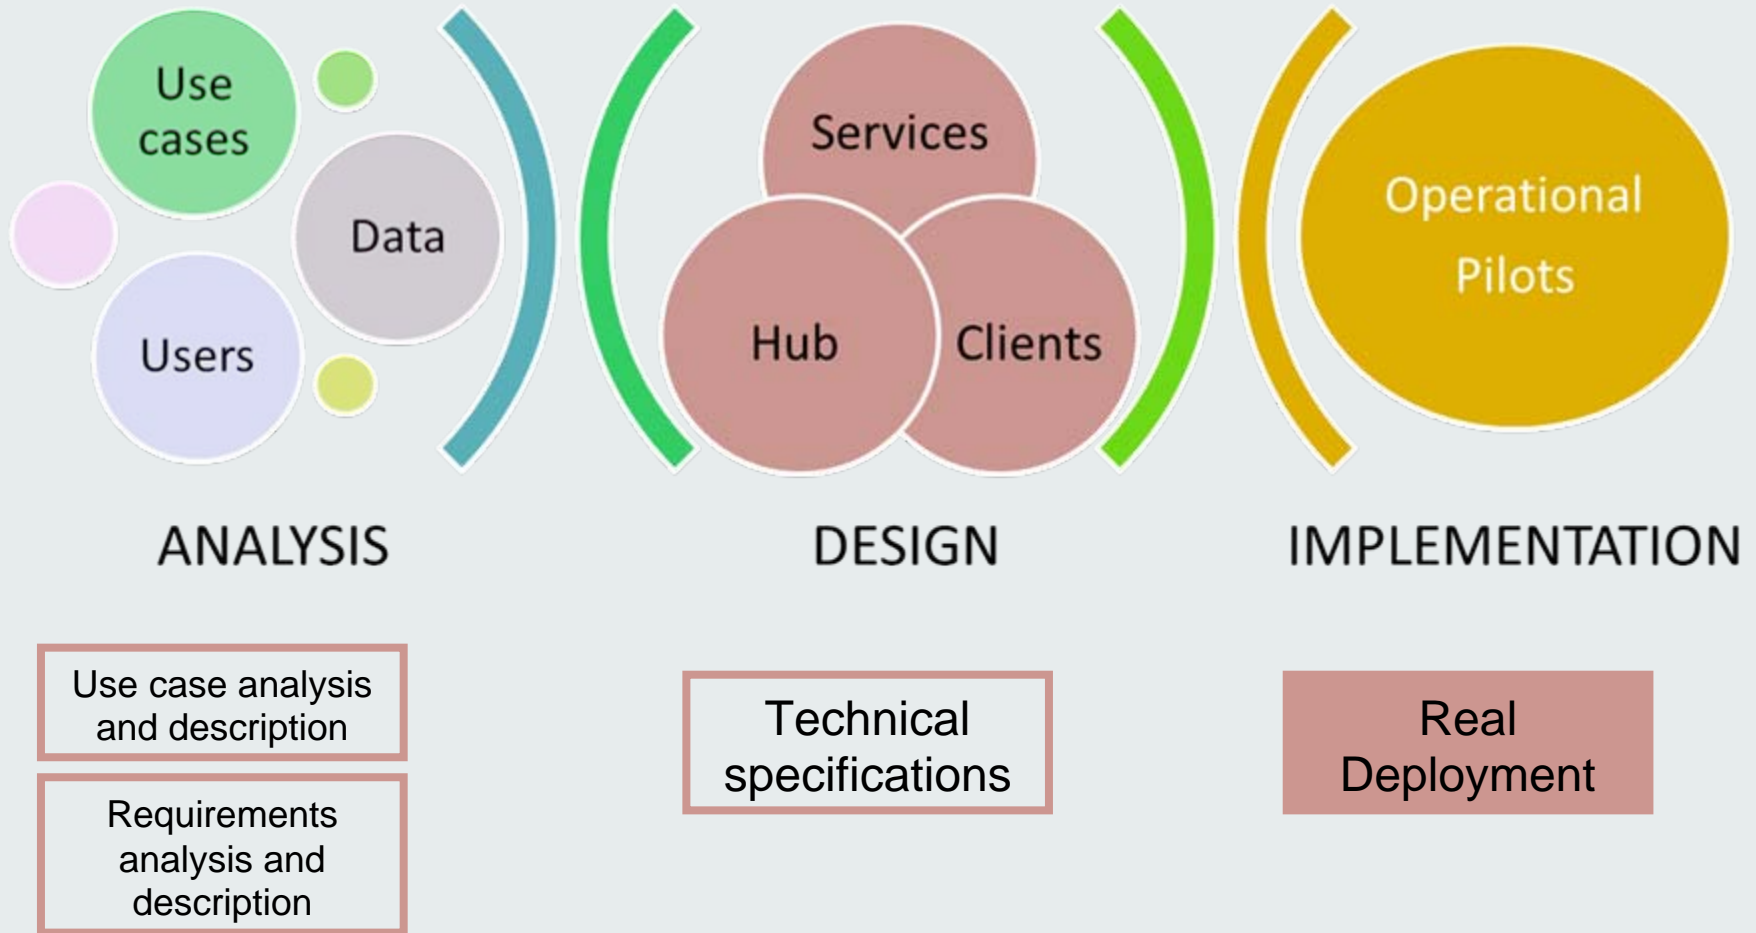 Use
cases
Data
Users
Services
Hub
Clients
Operational
Pilots
ANALYSIS
DESIGN
IMPLEMENTATION
Use case analysis
and description
Requirements
analysis and
description
Technical
specifications
Real
Deployment